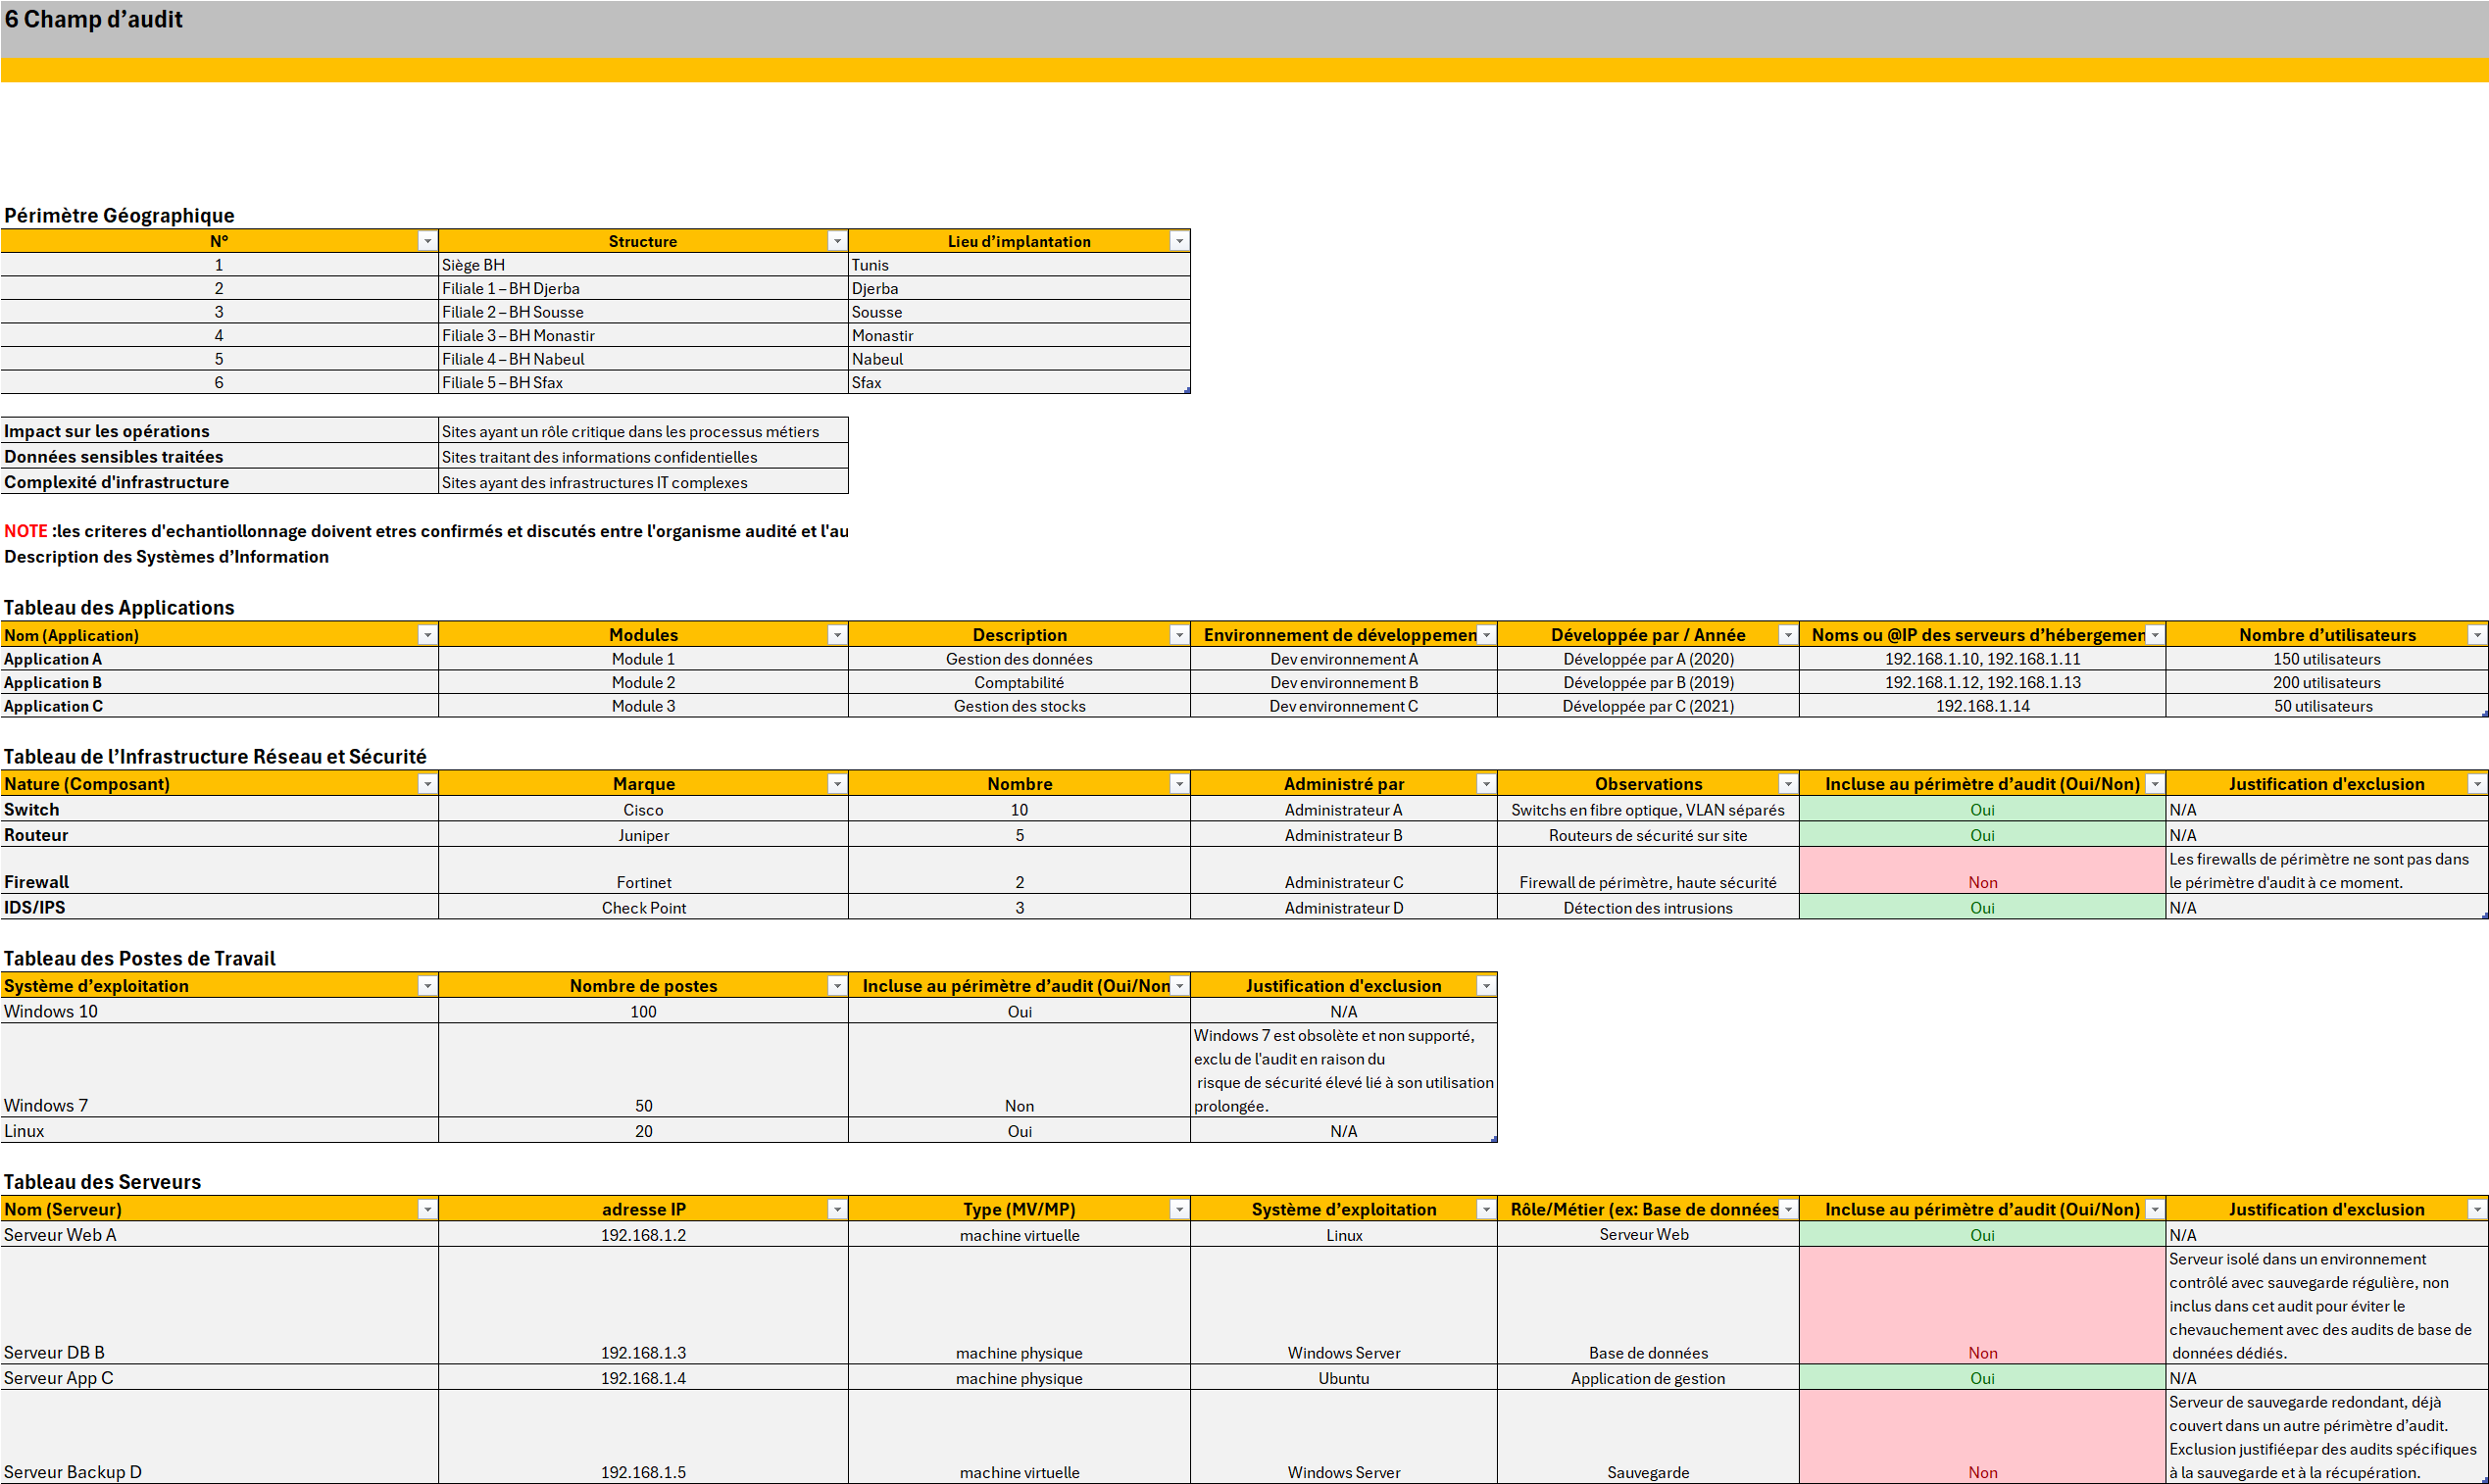 6 Champ d’audit
Périmètre Géographique
N° Structure Lieu d’implantation
1 Siège BH Tunis
2 Filiale 1 – BH Djerba Djerba
3 Filiale 2 – BH Sousse Sousse
4 Filiale 3 – BH Monastir Monastir
5 Filiale 4 – BH Nabeul Nabeul
6 Filiale 5 – BH Sfax Sfax
Impact sur les opérations Sites ayant un rôle critique dans les processus métiers
Données sensibles traitées Sites traitant des informations confidentielles
Complexité d'infrastructure Sites ayant des infrastructures IT complexes
NOTE :les criteres d'echantiollonnage doivent etres confirmés et discutés entre l'organisme audité et l'au
Description des Systèmes d’Information
Tableau des Applications
Nom (Application) Modules Description Environnement de développemen Développée par / Année Noms ou @IP des serveurs d’hébergemen Nombre d’utilisateurs
Application A Module 1 Gestion des données Dev environnement A Développée par A (2020) 192.168.1.10, 192.168.1.11 150 utilisateurs
Application B Module 2 Comptabilité Dev environnement B Développée par B (2019) 192.168.1.12, 192.168.1.13 200 utilisateurs
Application C Module 3 Gestion des stocks Dev environnement C Développée par C (2021) 192.168.1.14 50 utilisateurs
Tableau de l’Infrastructure Réseau et Sécurité
Nature (Composant) Marque Nombre Administré par Observations Incluse au périmètre d’audit (Oui/Non) Justification d'exclusion
Switch Cisco 10 Administrateur A Switchs en fibre optique, VLAN séparés Oui N/A
Routeur Juniper 5 Administrateur B Routeurs de sécurité sur site Oui N/A
Les firewalls de périmètre ne sont pas dans
Firewall Fortinet 2 Administrateur C Firewall de périmètre, haute sécurité Non le périmètre d'audit à ce moment.
IDS/IPS Check Point 3 Administrateur D Détection des intrusions Oui N/A
Tableau des Postes de Travail
Système d’exploitation Nombre de postes Incluse au périmètre d’audit (Oui/Non Justification d'exclusion
Windows 10 100 Oui N/A
Windows 7 est obsolète et non supporté,
exclu de l'audit en raison du
risque de sécurité élevé lié à son utilisation
Windows 7 50 Non prolongée.
Linux 20 Oui N/A
Tableau des Serveurs
Nom (Serveur) adresse IP Type (MV/MP) Système d’exploitation Rôle/Métier (ex: Base de données Incluse au périmètre d’audit (Oui/Non) Justification d'exclusion
Serveur Web A 192.168.1.2 machine virtuelle Linux Serveur Web Oui N/A
Serveur isolé dans un environnement
contrôlé avec sauvegarde régulière, non
inclus dans cet audit pour éviter le
chevauchement avec des audits de base de
Serveur DB B 192.168.1.3 machine physique Windows Server Base de données Non données dédiés.
Serveur App C 192.168.1.4 machine physique Ubuntu Application de gestion Oui N/A
Serveur de sauvegarde redondant, déjà
couvert dans un autre périmètre d’audit.
Exclusion justifiéepar des audits spécifiques
Serveur Backup D 192.168.1.5 machine virtuelle Windows Server Sauvegarde Non à la sauvegarde et à la récupération.